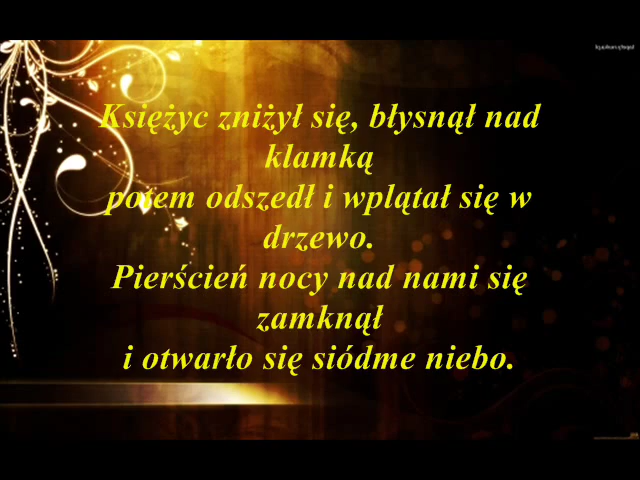 Księżyc zniżył się, błysnął nad
klamką
potem odszedł i wplątał się w
drzewo.
Pierścień nocy nad nami się
zamknął
i otwarło się siódme niebo.